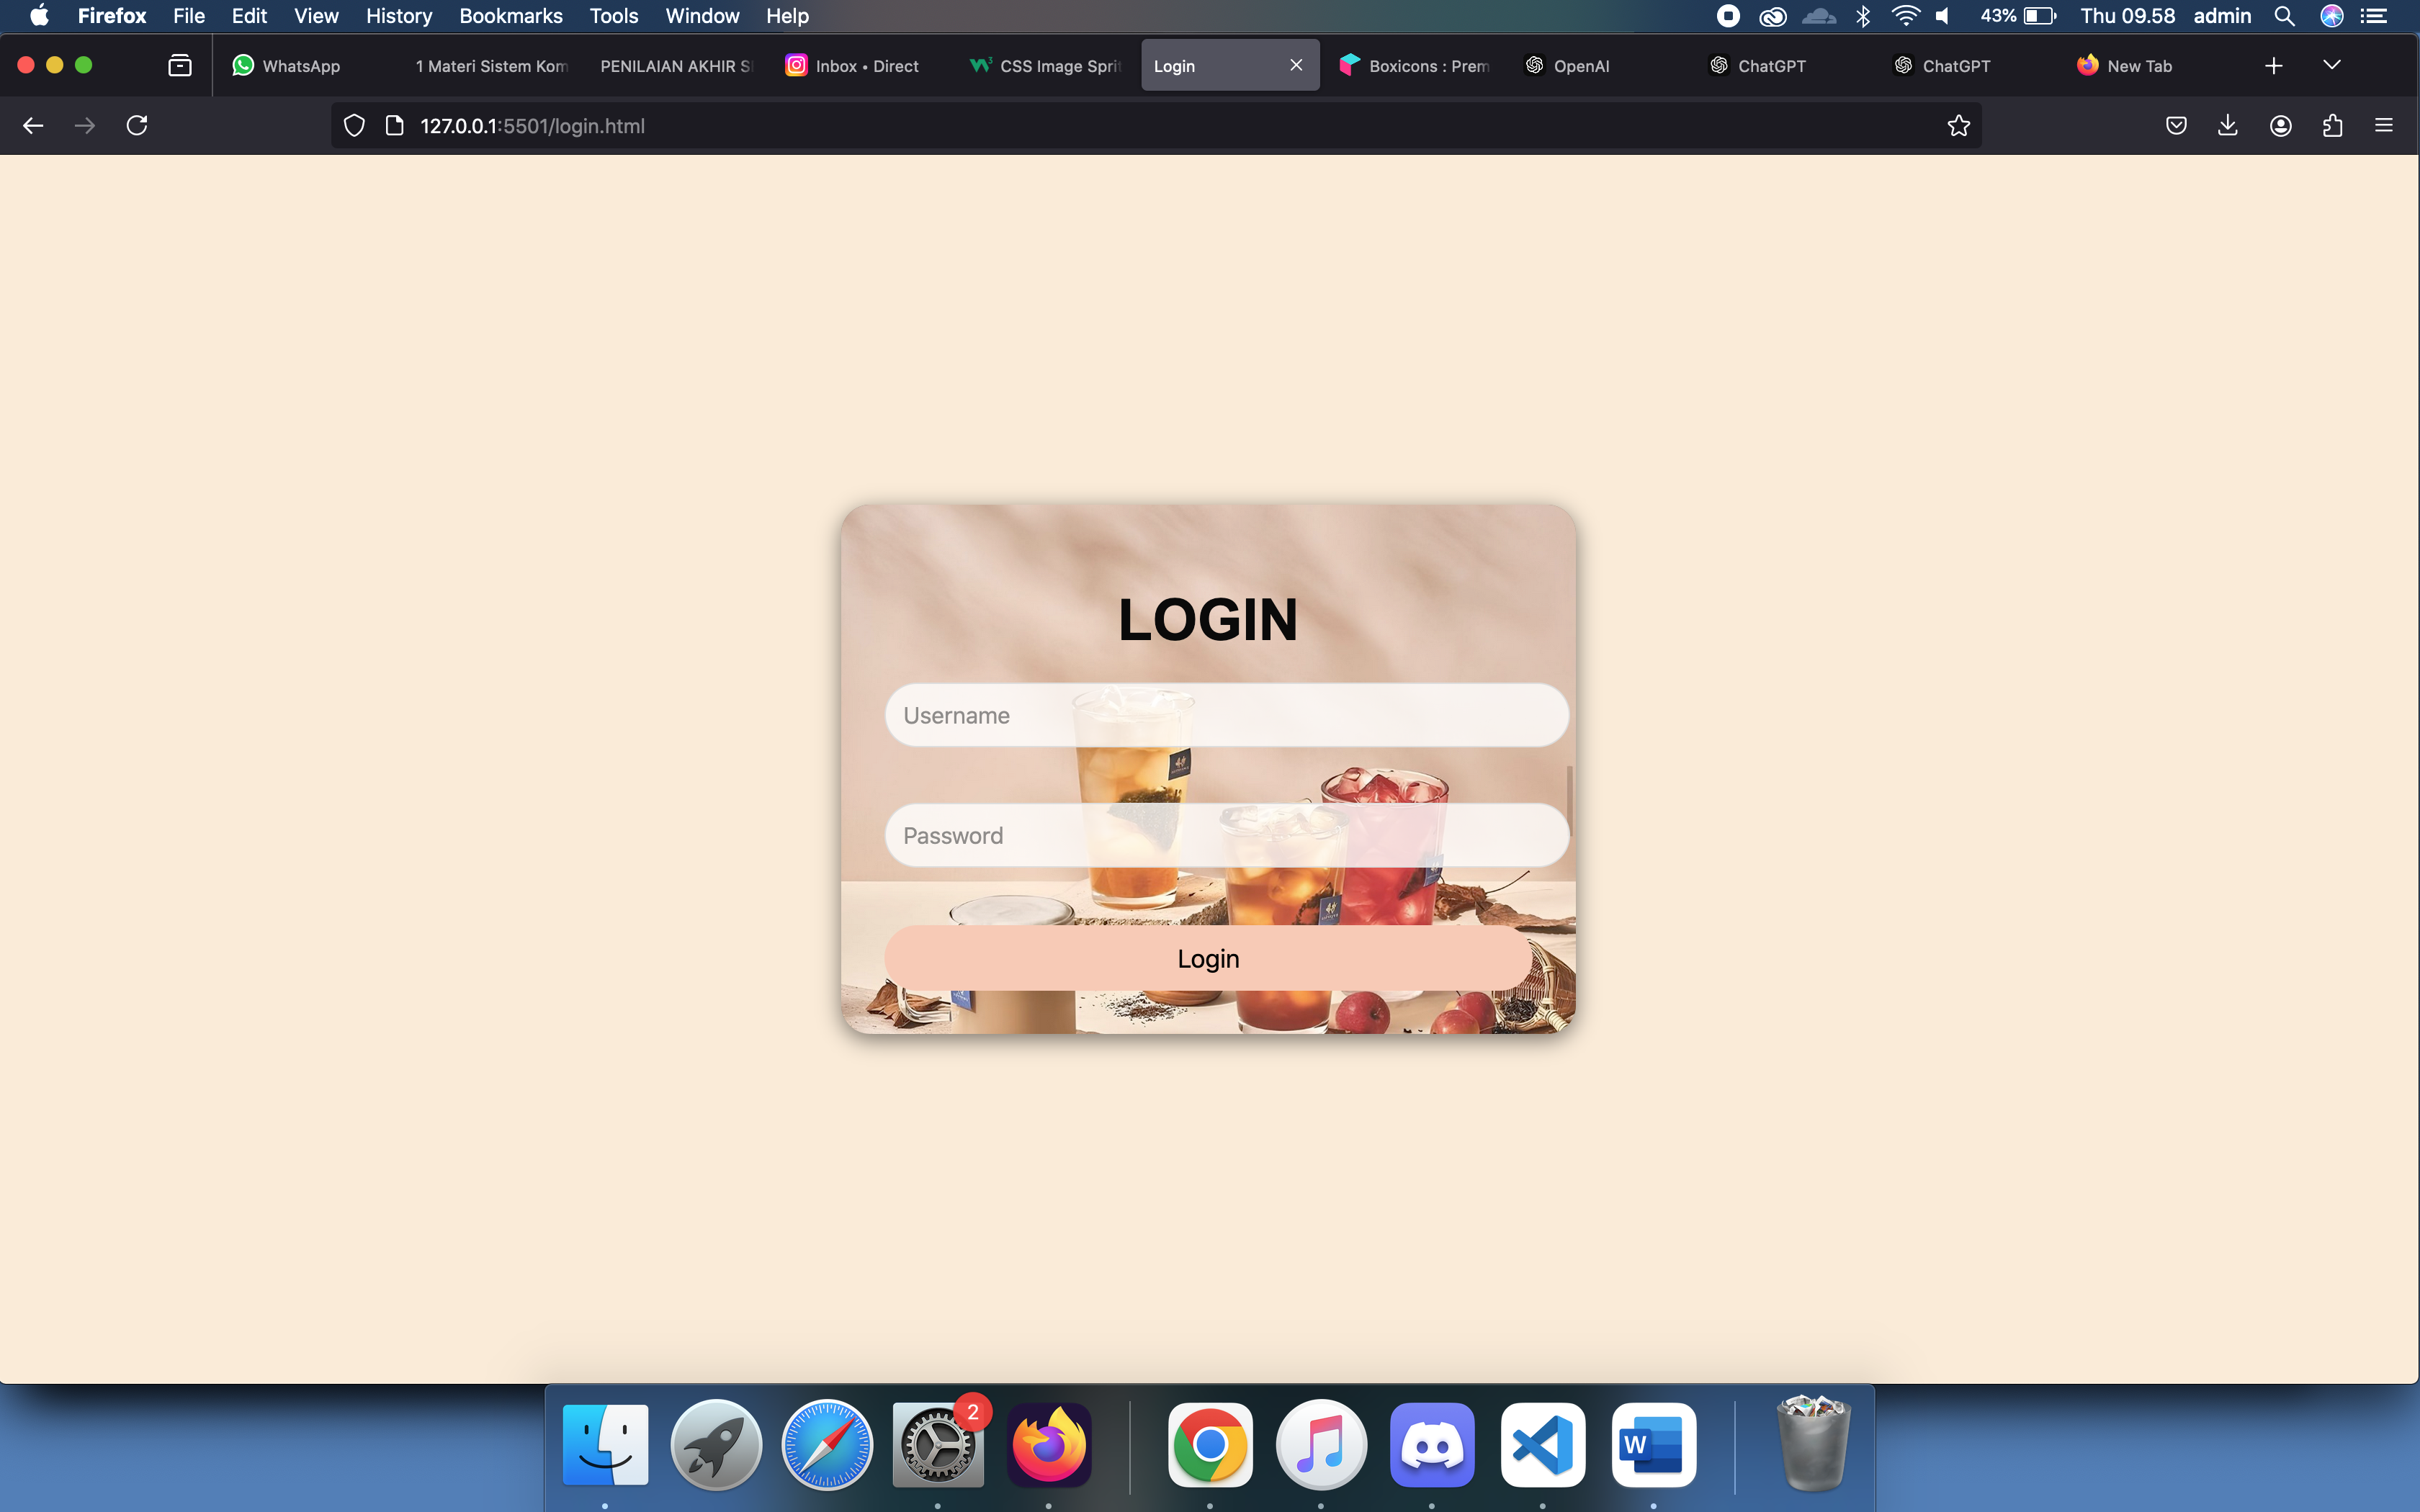 Firefox File Edit View History Bookmarks Tools Window Help 43% Thu 09.58 admin
WhatsApp 1 Materi Sistem Kom PENILAIAN AKHIR S Inbox • Direct CSS Image Sprit Login Boxicons : Prem OpenAI ChatGPT ChatGPT New Tab
127.0.0.1:5501/login.html
LOGIN
Username
Password
Login
2
W